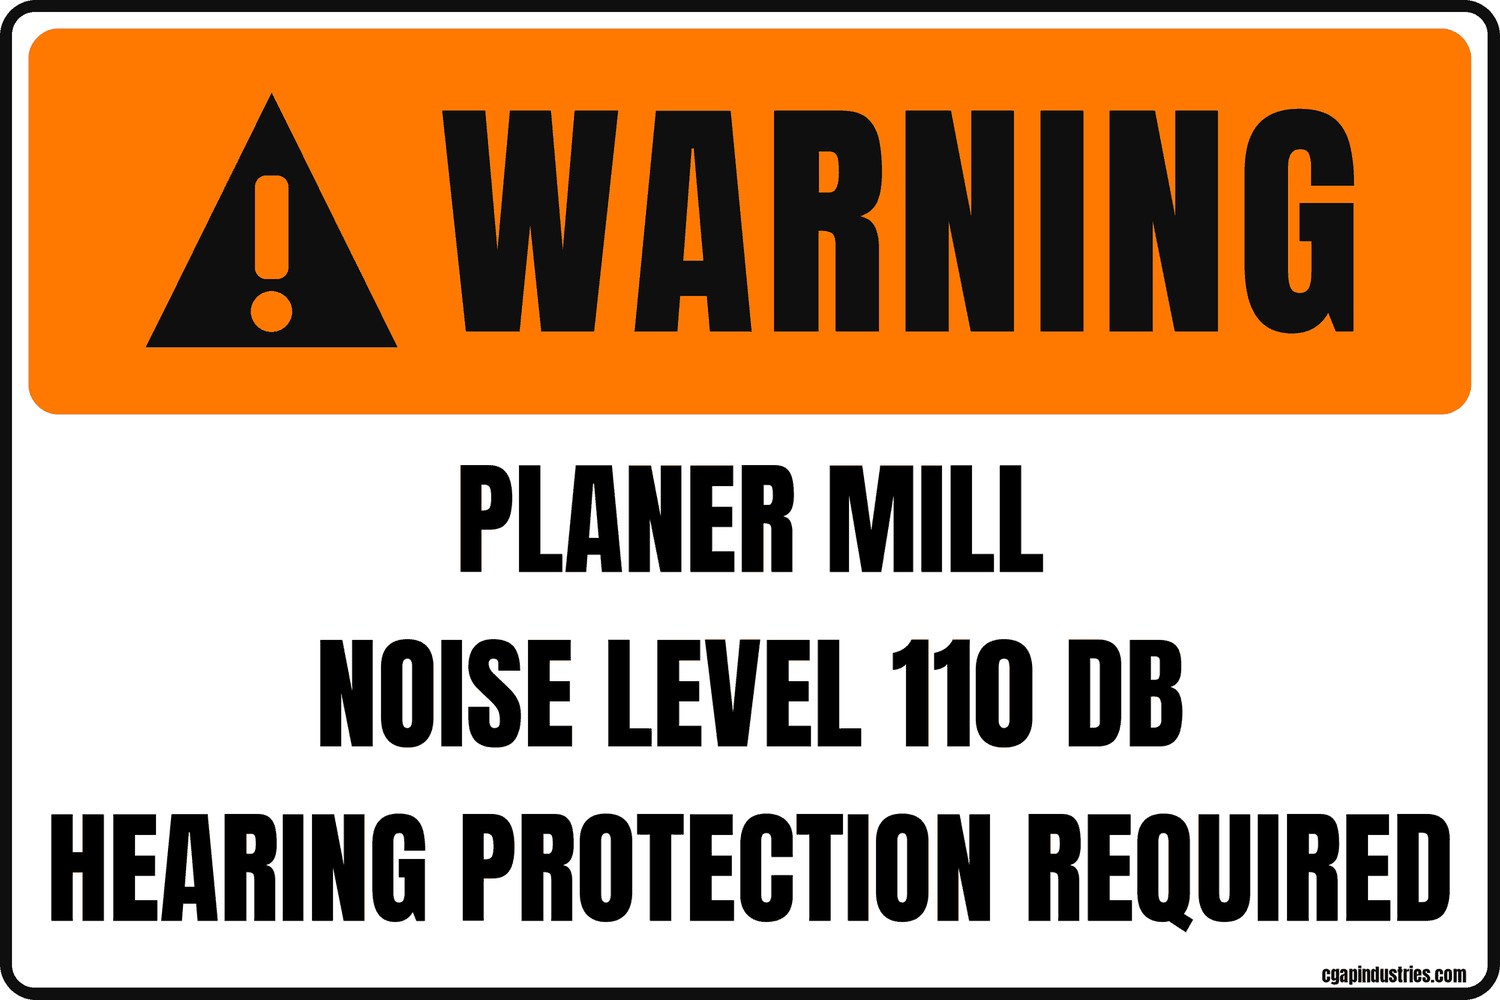 WARNING
PLANER MILL
NOISE LEVEL 110 DB
HEARING PROTECTION REQUIRED
cgapindustries.com